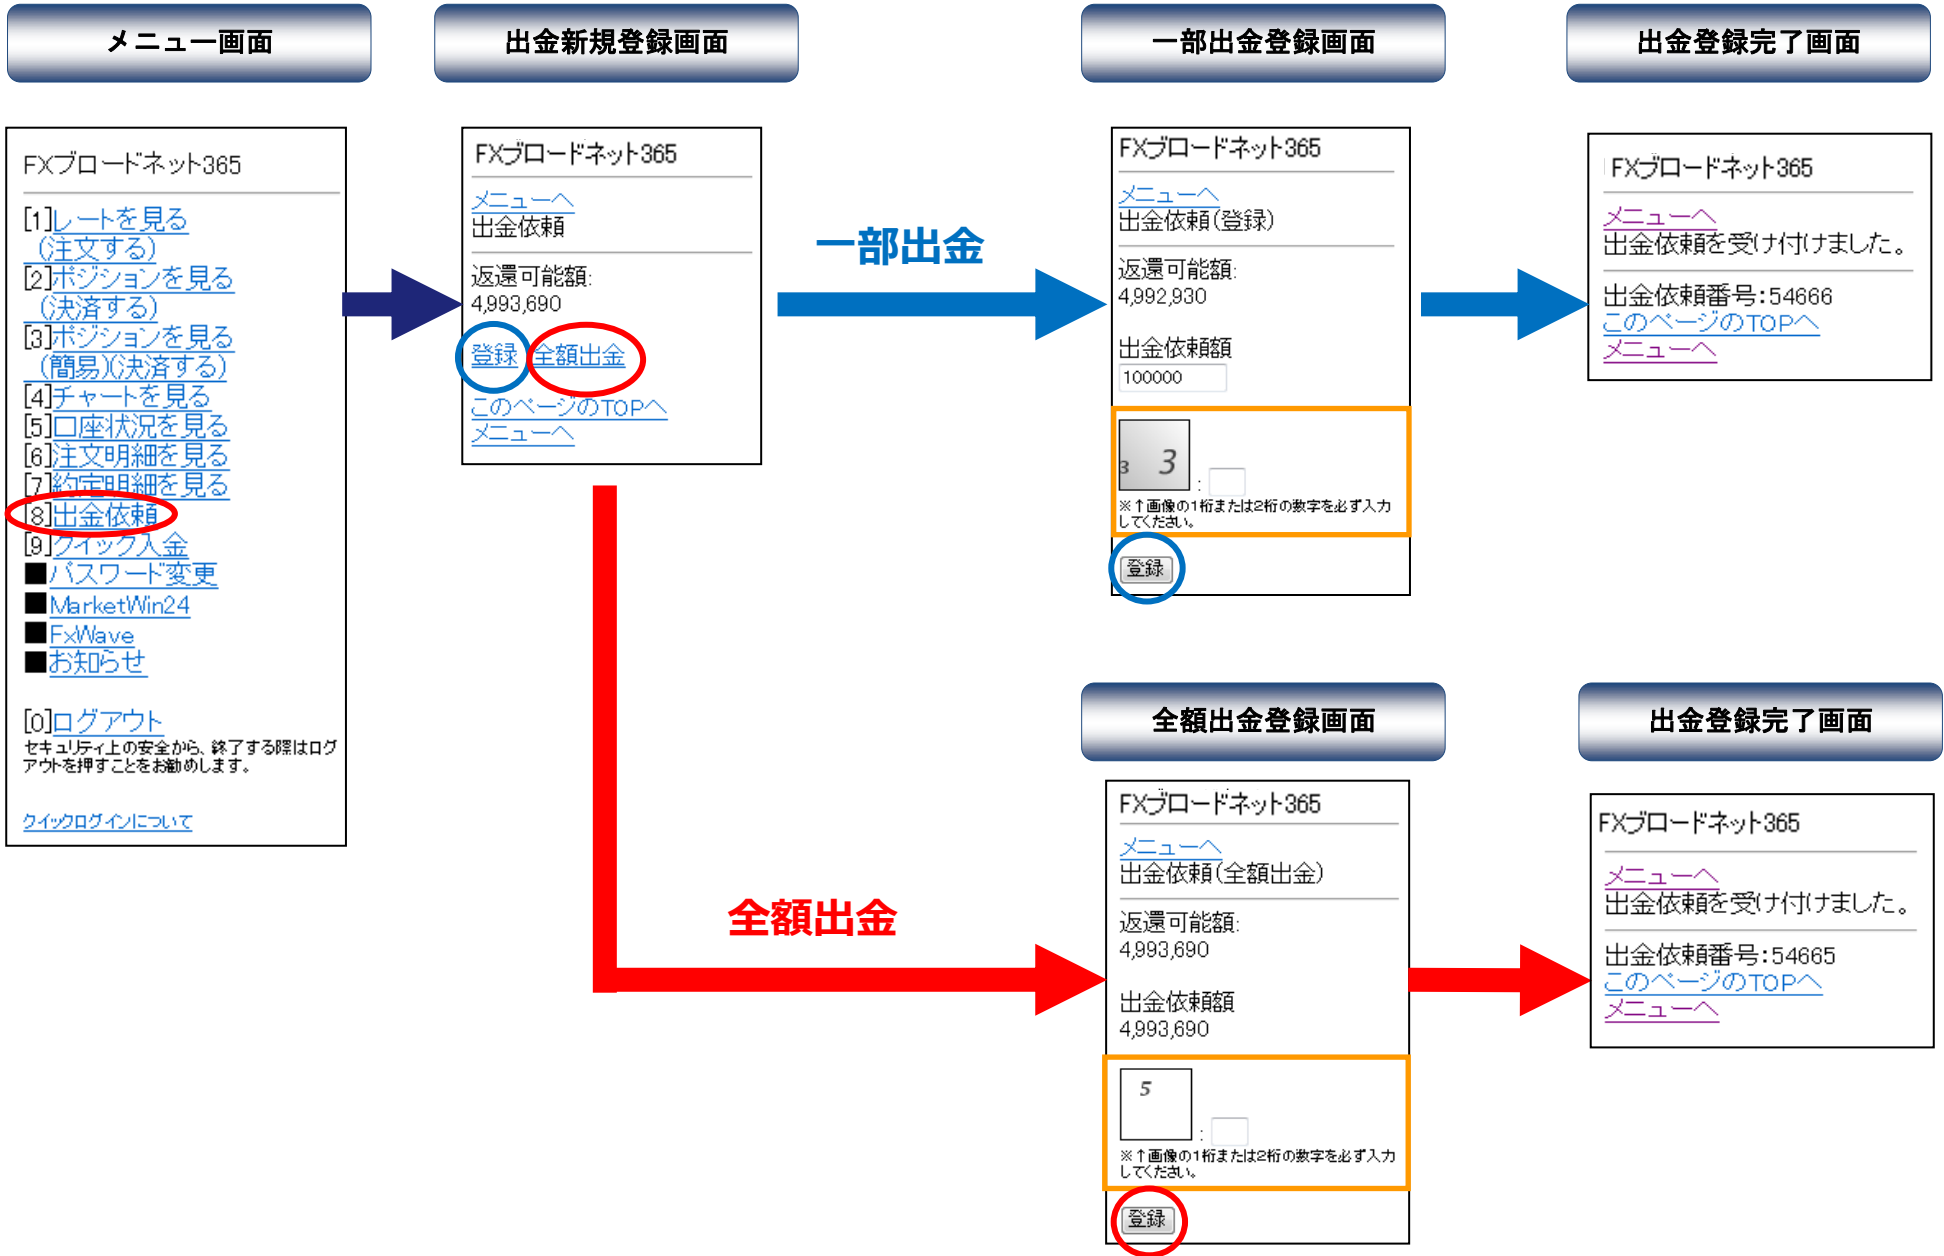 メニュー画面
FXブロードネット365
[1]レートを見る
(注文する)
[2]ポジションを見る
(決済する)
[3]ポジションを見る
(簡易)(決済する)
[4]チャートを見る
[5]口座状況を見る
[6]注文明細を見る
[7]約定明細を見る
[8]出金依頼
[9]クイック入金
■パスワード変更
■MarketWin24
■FxWave
■お知らせ
[0]ログアウト
セキュリティ上の安全から、終了する際はログ
アウトを押すことをお勧めします。
クイックログインについて
出金新規登録画面
FXブロードネット365
メニューへ
出金依頼
返還可能額:
4,993,690
登録 全額出金
このページのTOPへ
メニューへ
一部出金
一部出金登録画面
FXブロードネット365
メニューへ
出金依頼(登録)
返還可能額:
4,992,930
出金依頼額
100000
3 3
:
※↑画像の1桁または2桁の数字を必ず入力
してください。
登録
出金登録完了画面
FXブロードネット365
メニューへ
出金依頼を受け付けました。
出金依頼番号:54666
このページのTOPへ
メニューへ
全額出金
全額出金登録画面
FXブロードネット365
メニューへ
出金依頼(全額出金)
返還可能額:
4,993,690
出金依頼額
4,993,690
5
:
※↑画像の1桁または2桁の数字を必ず入力
してください。
登録
出金登録完了画面
FXブロードネット365
メニューへ
出金依頼を受け付けました。
出金依頼番号:54665
このページのTOPへ
メニューへ